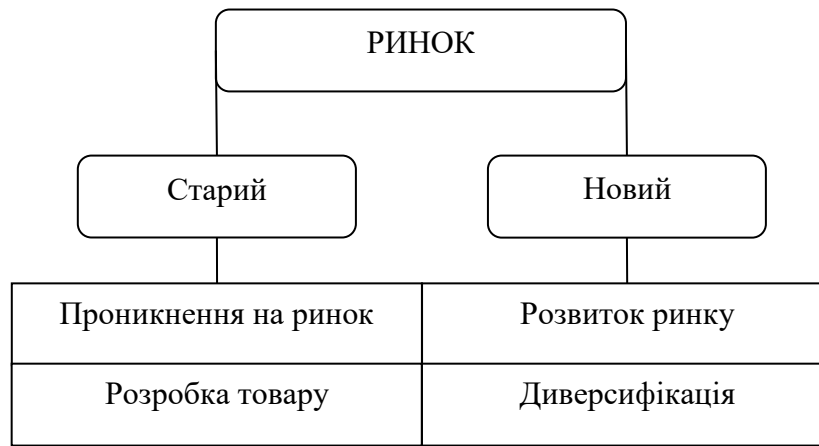 РИНОК
Старий
Новий
Проникнення на ринок
Розвиток ринку
Розробка товару
Диверсифікація